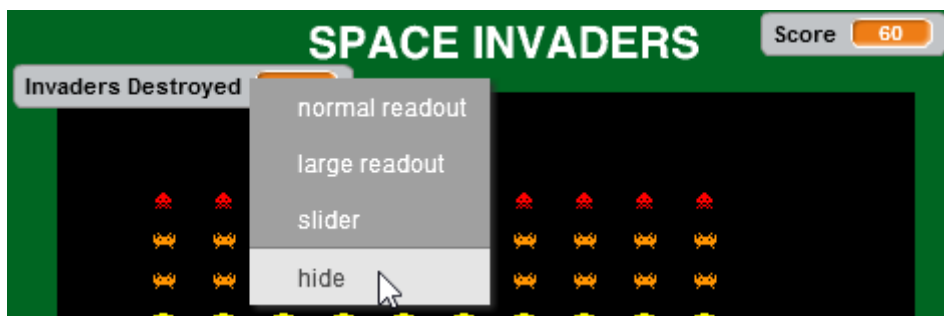 SPACE INVADERS
Score 60
Invaders Destroyed
normal readout
large readout
slider
hide